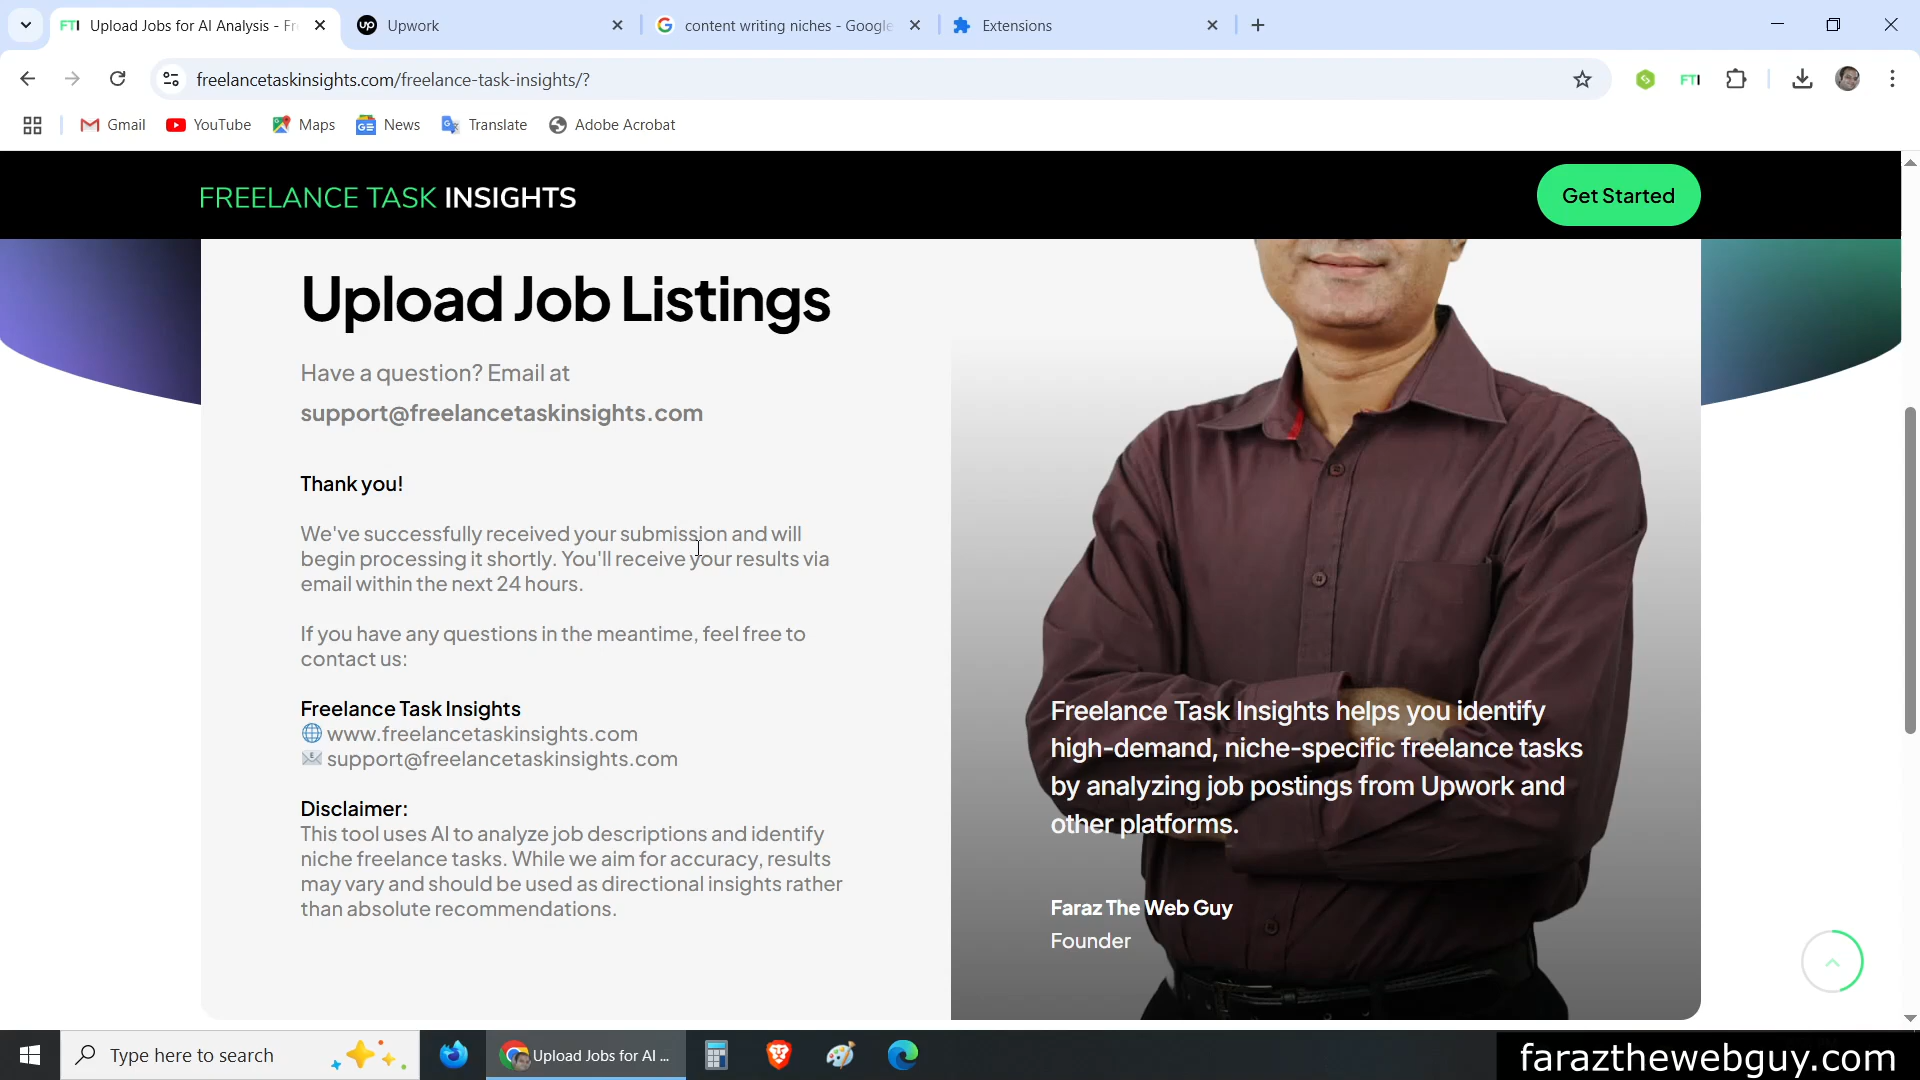 FTI Upload Jobs for AI Analysis - Fr
up Upwork
content writing niches - Google
Extensions
freelancetaskinsights.com/freelance-task-insights/?
FTI
Gmail
YouTube
Maps
News
Translate
Adobe Acrobat
FREELANCE TASK INSIGHTS
Get Started
Upload Job Listings
Have a question? Email at
support@freelancetaskinsights.com
Thank you!
We've successfully received your submission and will
begin processing it shortly. You'll receive your results via
email within the next 24 hours.
If you have any questions in the meantime, feel free to
contact us:
Freelance Task Insights
www.freelancetaskinsights.com
support@freelancetaskinsights.com
Disclaimer:
This tool uses AI to analyze job descriptions and identify
niche freelance tasks. While we aim for accuracy, results
may vary and should be used as directional insights rather
than absolute recommendations.
Freelance Task Insights helps you identify
high-demand, niche-specific freelance tasks
by analyzing job postings from Upwork and
other platforms.
Faraz The Web Guy
Founder
Type here to search
Upload Jobs for AI ...
farazthewebguy.com